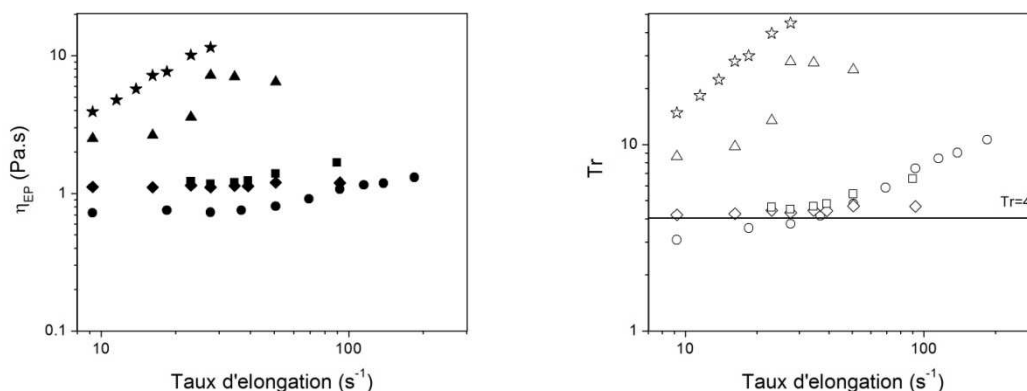 10
1
0.1
η_EP (Pa.s)
10 100
Taux d'elongation (s⁻¹)
10
1
Tr
Tr=4
10 100
Taux d'elongation (s⁻¹)